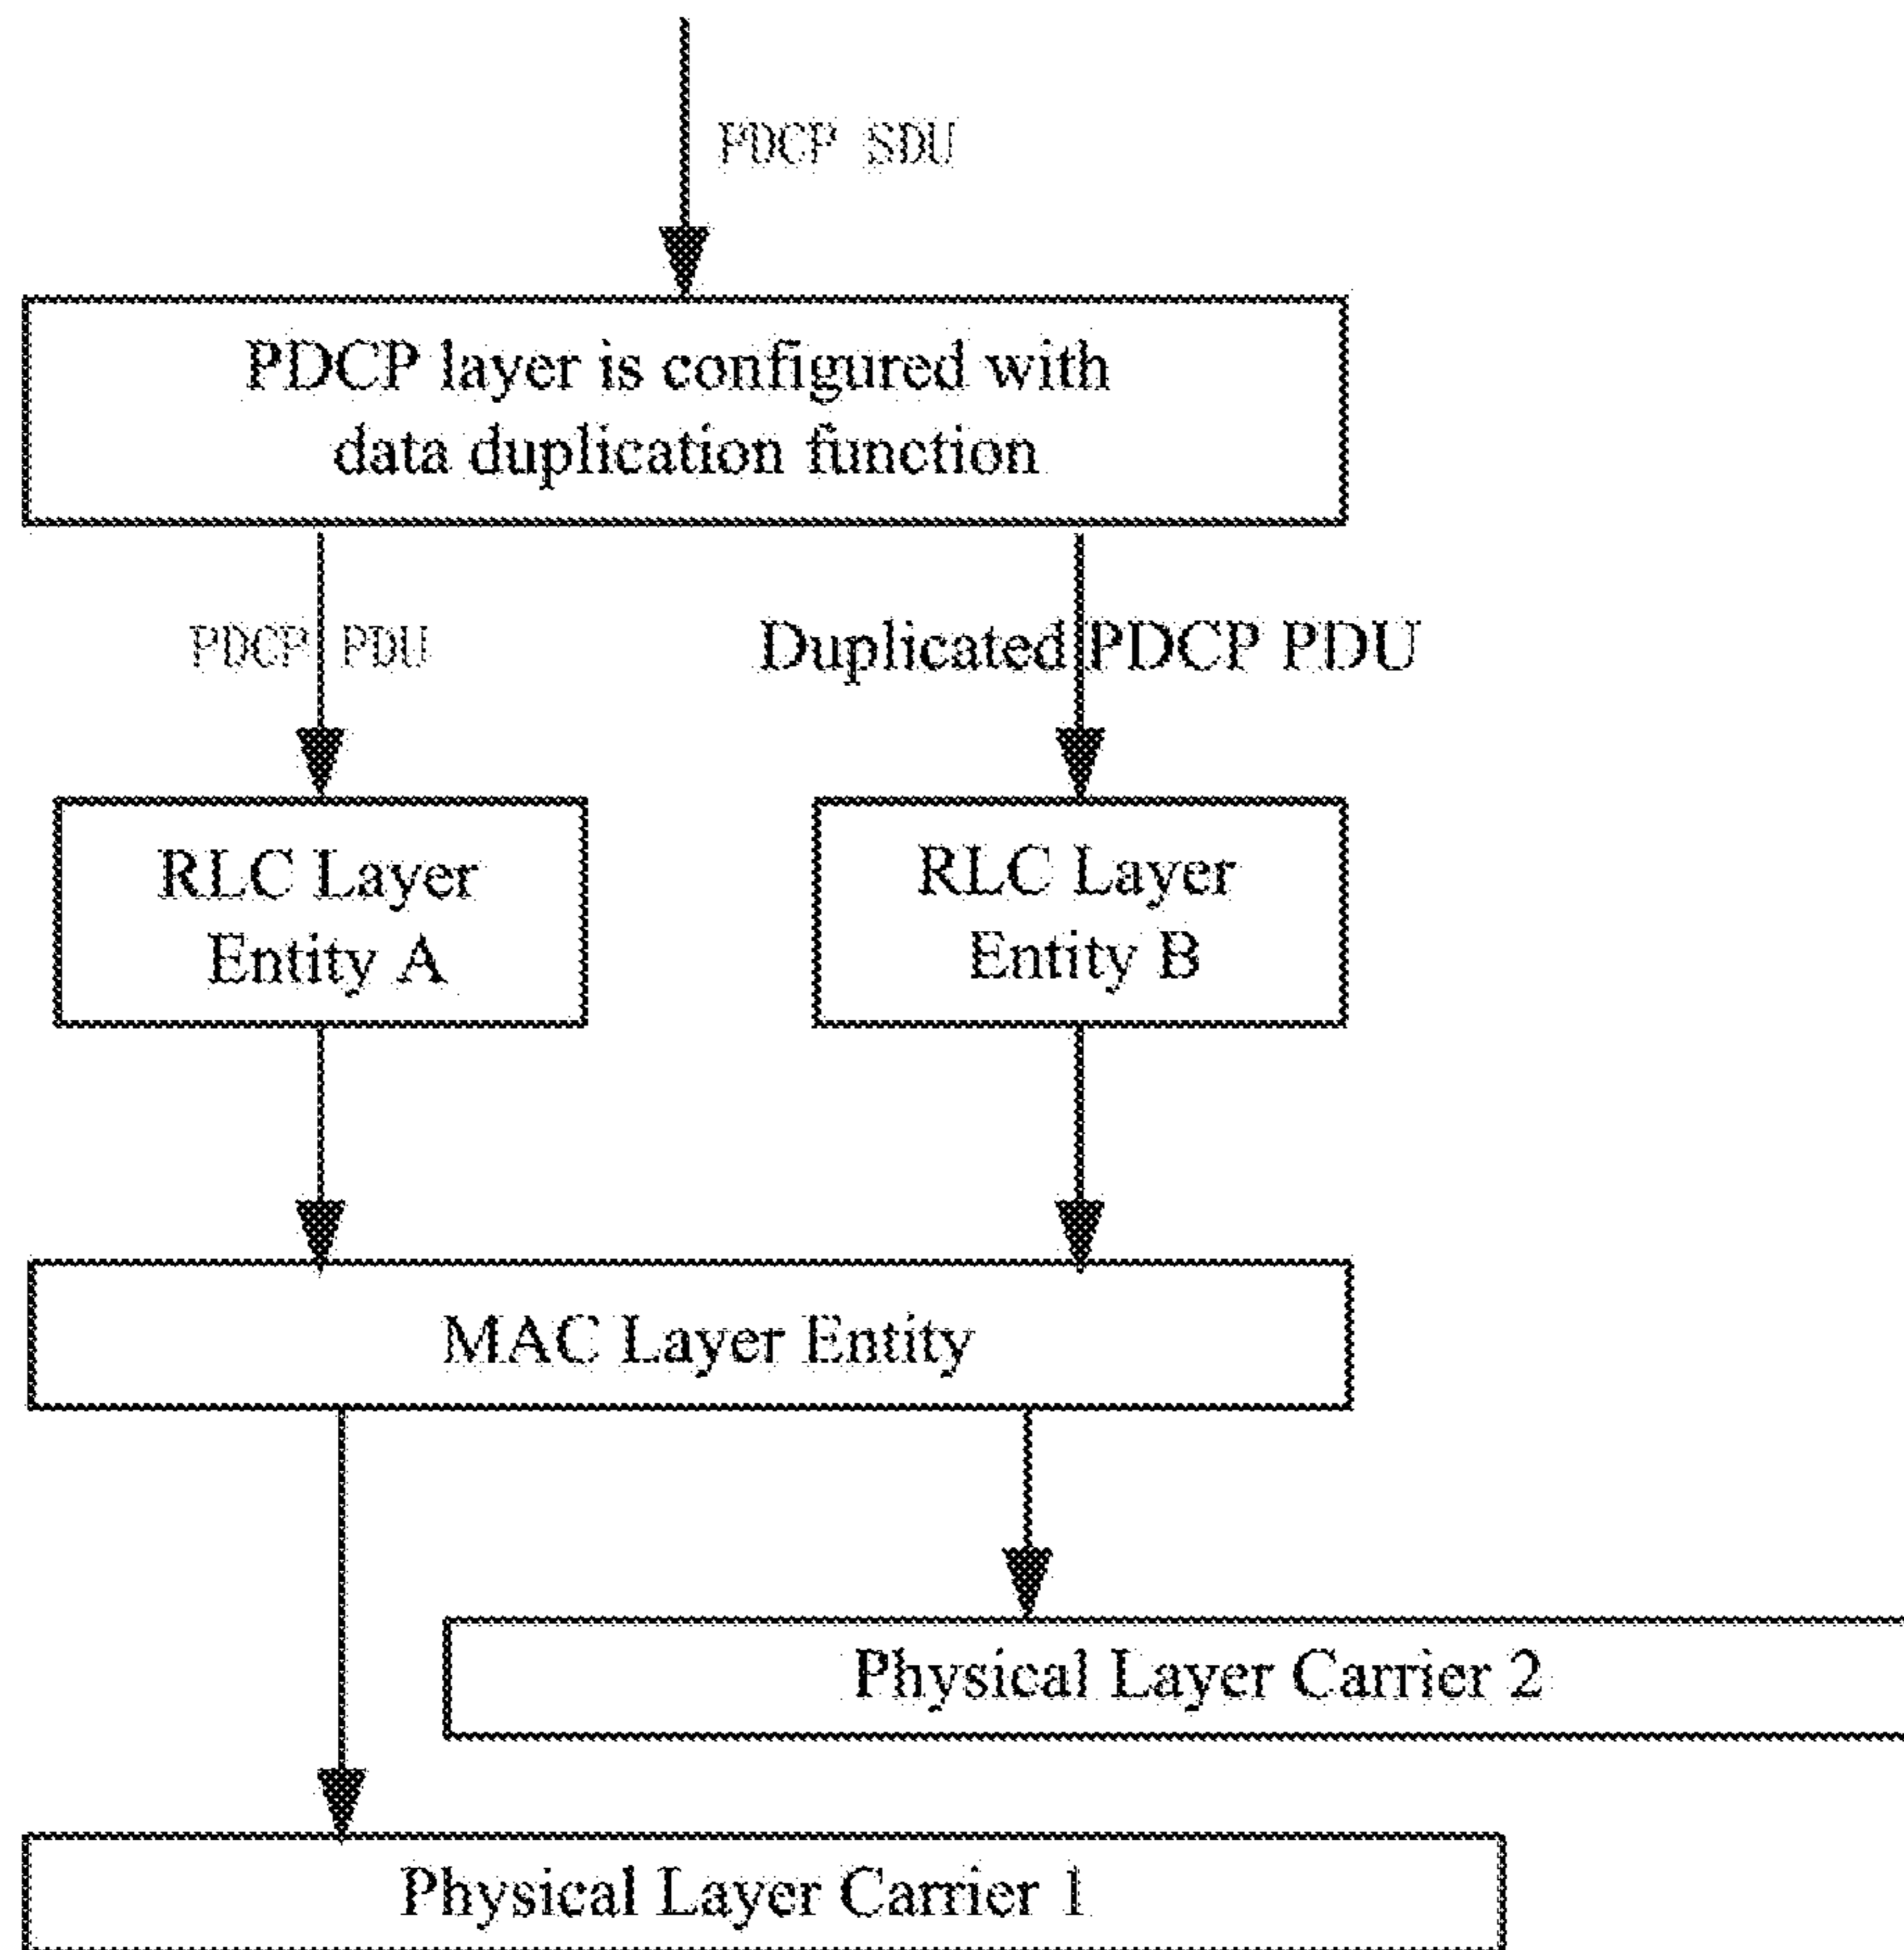 PDCP SDU
PDCP layer is configured with
data duplication function
PDCP PDU
Duplicated PDCP PDU
RLC Layer
Entity A
RLC Layer
Entity B
MAC Layer Entity
Physical Layer Carrier 2
Physical Layer Carrier 1